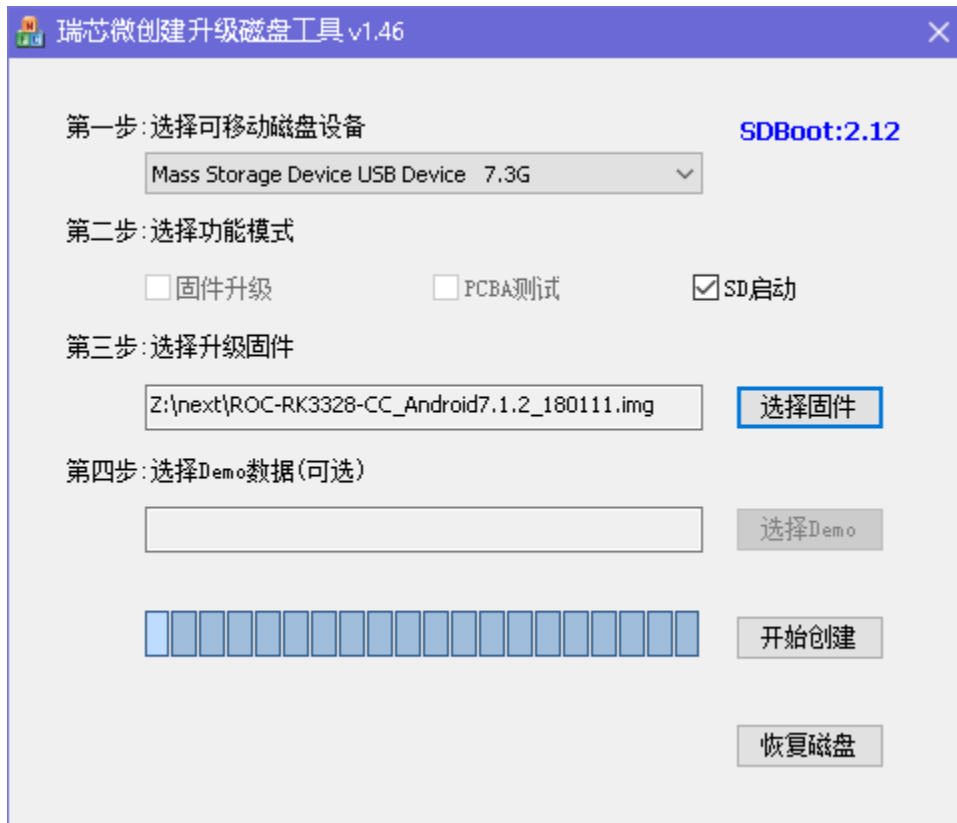 瑞芯微创建升级磁盘工具 v1.46
第一步:选择可移动磁盘设备
SDBoot:2.12
Mass Storage Device USB Device 7.3G
第二步:选择功能模式
固件升级
PCBA测试
SD启动
第三步:选择升级固件
Z:\next\ROC-RK3328-CC_Android7.1.2_180111.img
选择固件
第四步:选择Demo数据(可选)
选择Demo
开始创建
恢复磁盘